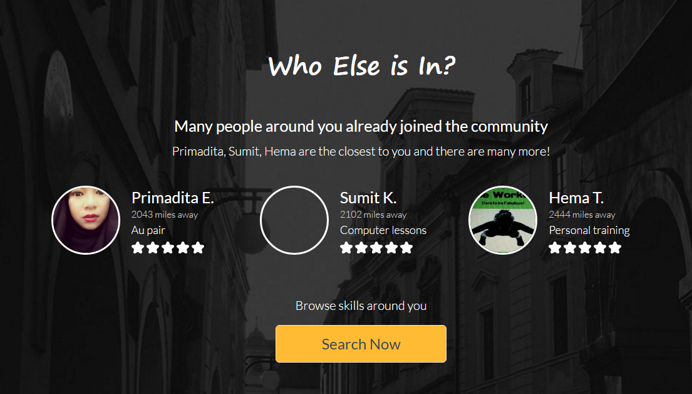 Who Else is In?
Many people around you already joined the community
Primadita, Sumit, Hema are the closest to you and there are many more!
Primadita E.
2043 miles away
Au pair
Sumit K.
2102 miles away
Computer lessons
Work
Hema T.
2444 miles away
Personal training
Browse skills around you
Search Now